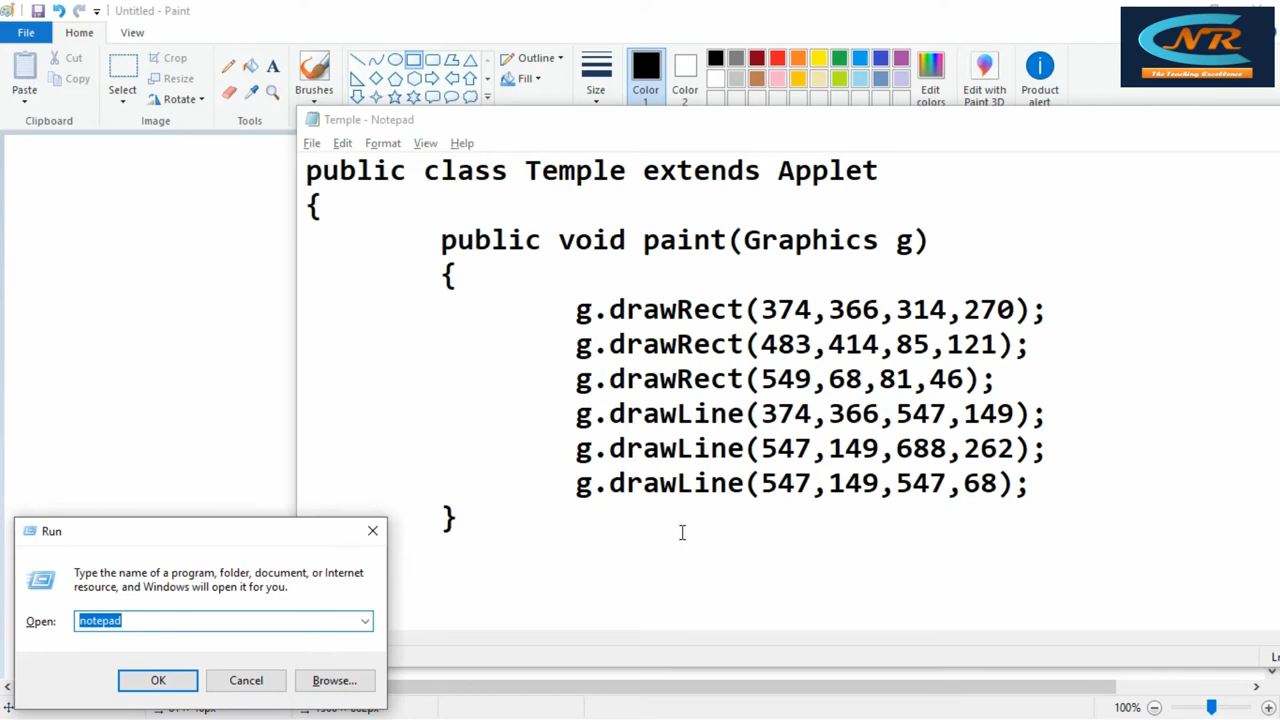 Untitled - Paint
File Home View
Paste
Cut
Copy
Clipboard
Select
Crop
Resize
Rotate
Image
A
Tools
Brushes
Outline
Fill
Size
Color 1
Color 2
Edit colors
Edit with Paint 3D
Product alert
NR
The Teaching Excellence
Temple - Notepad
File Edit Format View Help
public class Temple extends Applet
{
public void paint(Graphics g)
{
g.drawRect(374,366,314,270);
g.drawRect(483,414,85,121);
g.drawRect(549,68,81,46);
g.drawLine(374,366,547,149);
g.drawLine(547,149,688,262);
g.drawLine(547,149,547,68);
}
Run
Type the name of a program, folder, document, or Internet
resource, and Windows will open it for you.
Open: notepad
OK Cancel Browse...
100%